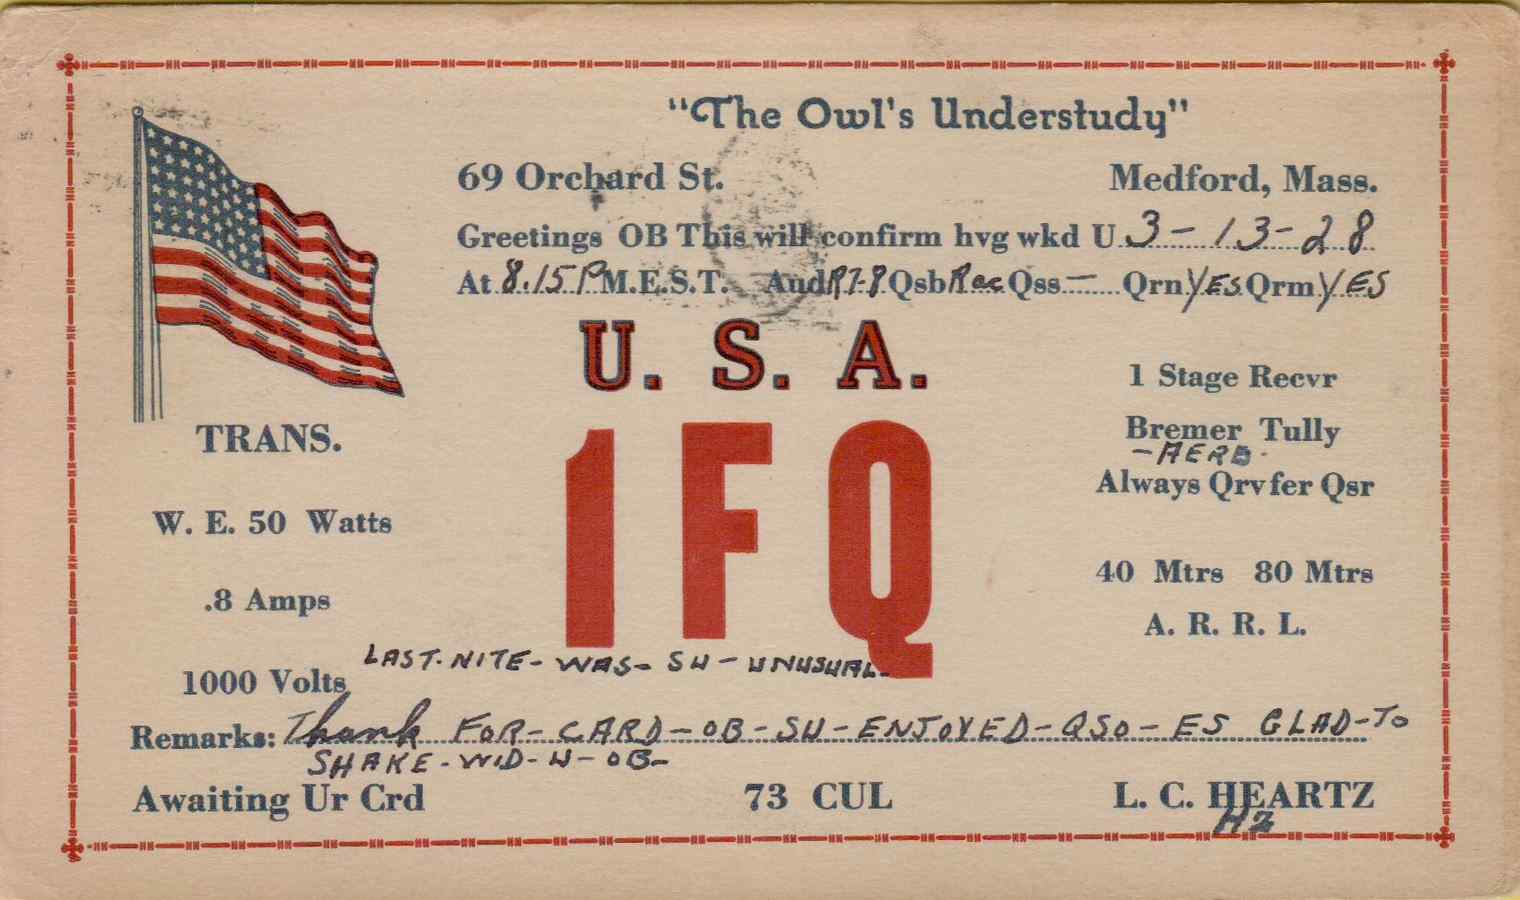 "The Owl's Understudy"
69 Orchard St. Medford, Mass.
Greetings OB This will confirm hvg wkd U 3-13-28
At 8.15 P M.E.S.T. Aud R7-8 Qsb Rac Qss — Qrn YES Qrm YES
U. S. A.
1FQ
TRANS.
W. E. 50 Watts
.8 Amps
1000 Volts
1 Stage Recvr
Bremer Tully
-AERO-
Always Qrv fer Qsr
40 Mtrs 80 Mtrs
A. R. R. L.
LAST-NITE-WAS-SU-UNUSUAL-
Remarks: Thank FOR-CARD-OB-SU-ENJOYED-QSO-ES GLAD-TO
SHAKE-WID-U-OB-
Awaiting Ur Crd 73 CUL L. C. HEARTZ
HZ